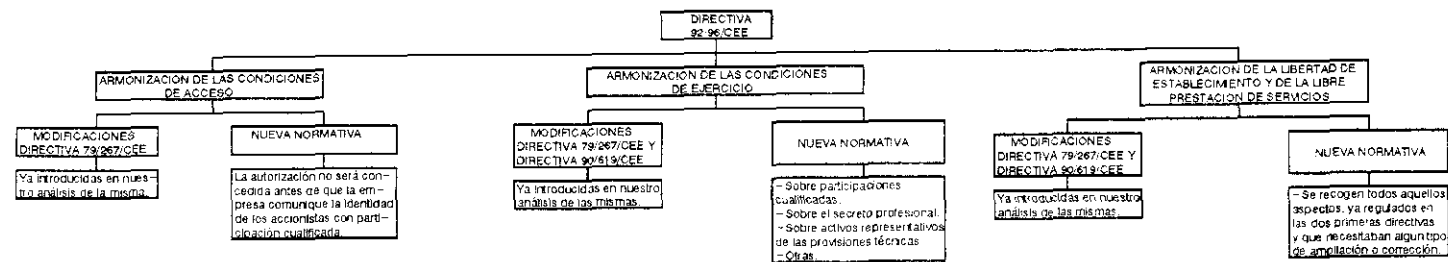 DIRECTIVA
92-96/CEE
ARMONIZACION DE LAS CONDICIONES
DE ACCESO
MODIFICACIONES
DIRECTIVA 79/267/CEE
Ya introducidas en nues-
tro análisis de la misma.
NUEVA NORMATIVA
La autorización no será con-
cedida antes de que la em-
presa comunique la identidad
de los accionistas con parti-
cipación cualificada.
ARMONIZACION DE LAS CONDICIONES
DE EJERCICIO
MODIFICACIONES
DIRECTIVA 79/267/CEE Y
DIRECTIVA 90/619/CEE
Ya introducidas en nuestro
análisis de las mismas.
NUEVA NORMATIVA
- Sobre participaciones
cualificadas.
- Sobre el secreto profesional.
- Sobre activos representativos
de las provisiones técnicas
- Otras.
ARMONIZACION DE LA LIBERTAD DE
ESTABLECIMIENTO Y DE LA LIBRE
PRESTACION DE SERVICIOS
MODIFICACIONES
DIRECTIVA 79/267/CEE Y
DIRECTIVA 90/619/CEE
Ya introducidas en nuestro
análisis de las mismas.
NUEVA NORMATIVA
- Se recogen todos aquellos
aspectos, ya regulados en
las dos primeras directivas
y que necesitaban algun tipo
de ampliación o corrección.